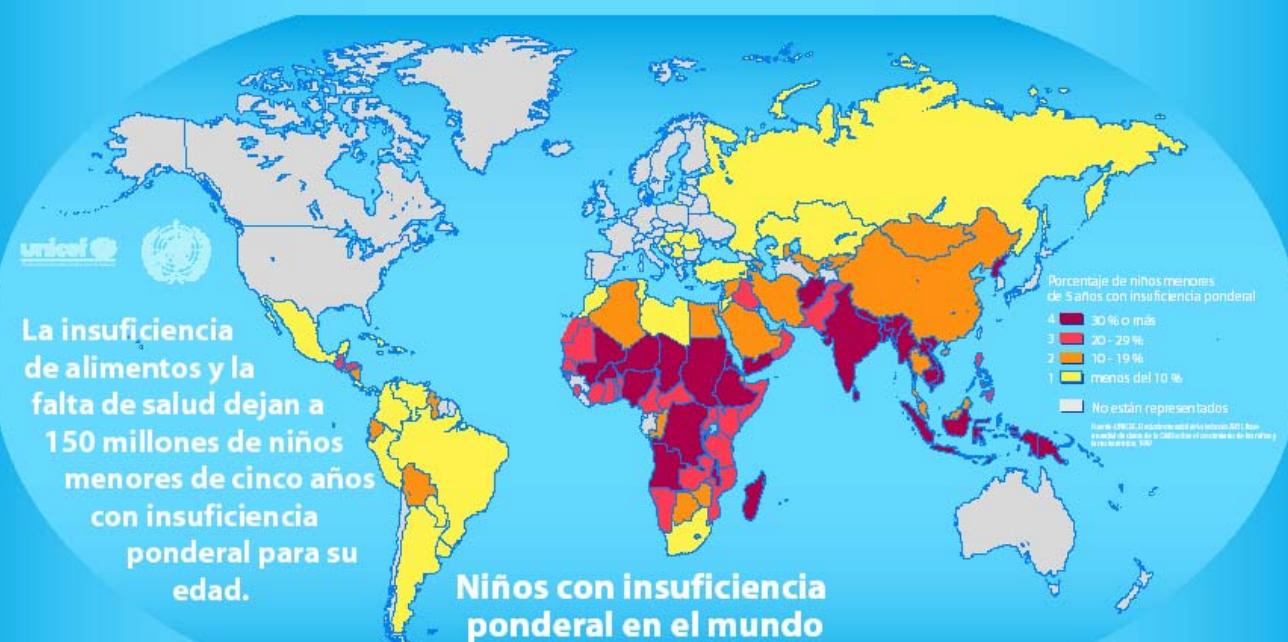 unicef
La insuficiencia
de alimentos y la
falta de salud dejan a
150 millones de niños
menores de cinco años
con insuficiencia
ponderal para su
edad.
Porcentaje de niños menores
de 5 años con insuficiencia ponderal
4 30 % o más
3 20 - 29 %
2 10 - 19 %
1 menos del 10 %
No están representados
Niños con insuficiencia
ponderal en el mundo